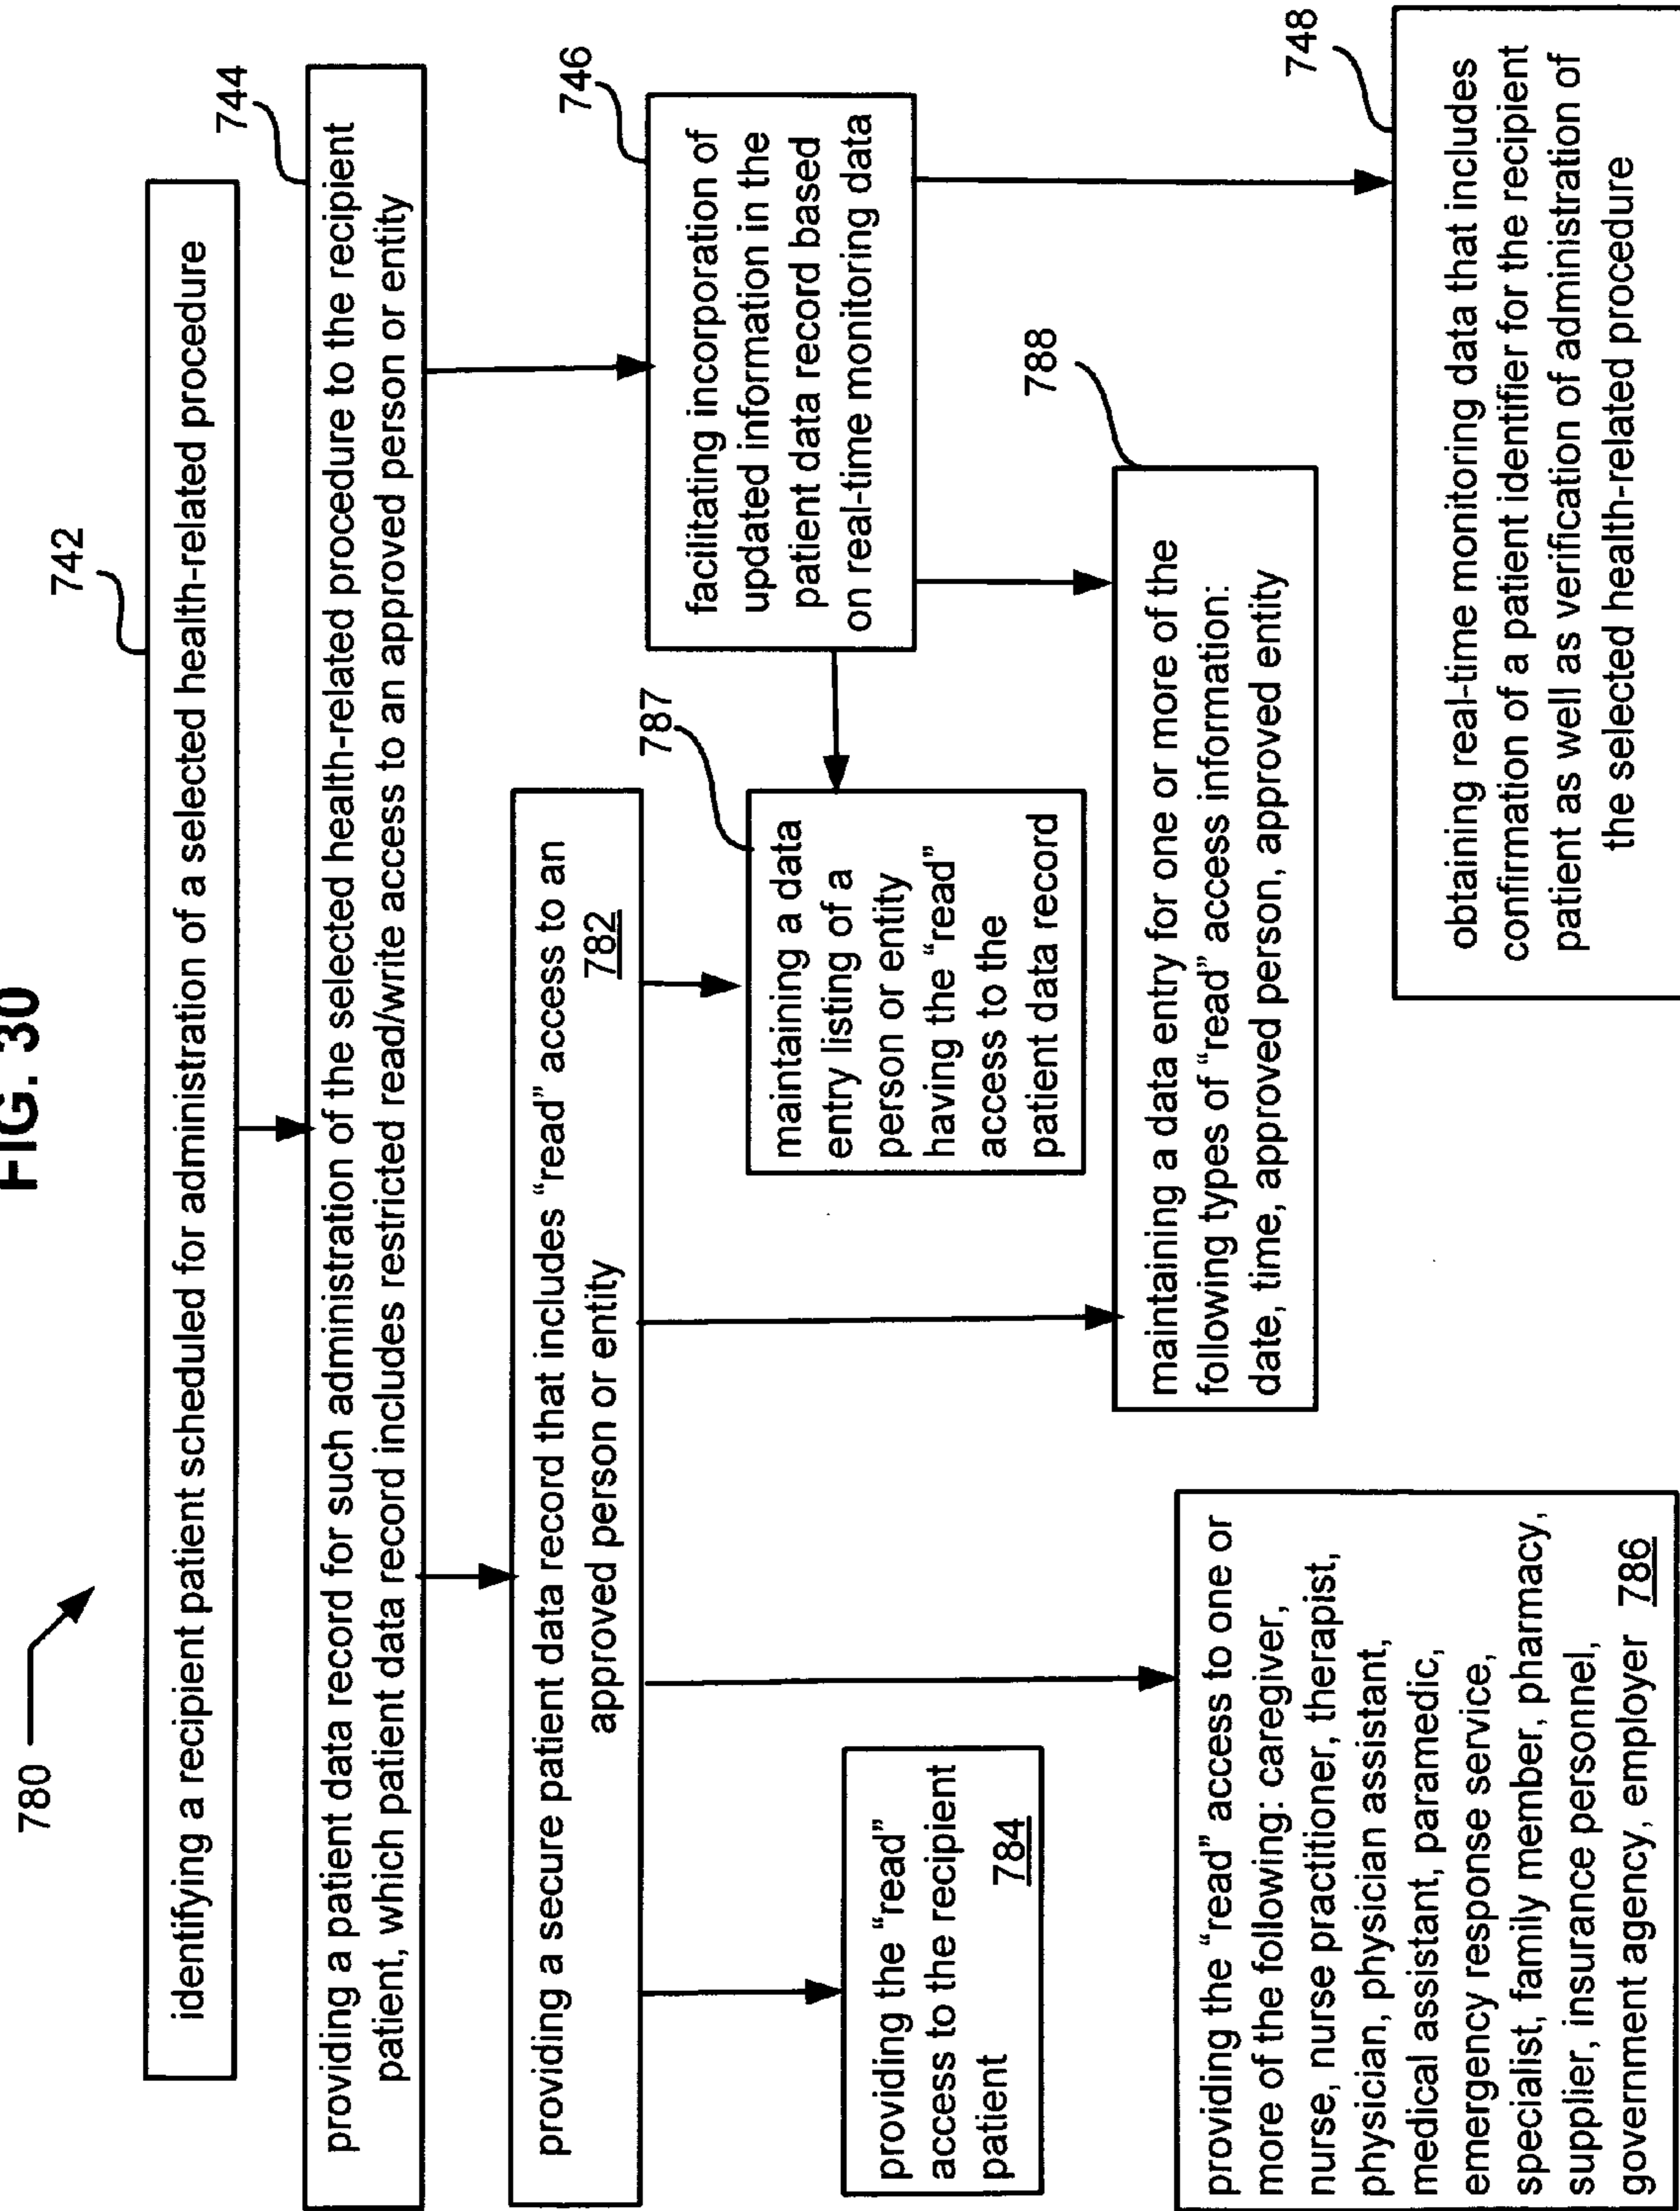 FIG. 30
780
742
identifying a recipient patient scheduled for administration of a selected health-related procedure
744
providing a patient data record for such administration of the selected health-related procedure to the recipient
patient, which patient data record includes restricted read/write access to an approved person or entity
providing a secure patient data record that includes “read” access to an
approved person or entity
782
746
facilitating incorporation of
updated information in the
patient data record based
on real-time monitoring data
providing the “read”
access to the recipient
patient
784
787
maintaining a data
entry listing of a
person or entity
having the “read”
access to the
patient data record
788
maintaining a data entry for one or more of the
following types of “read” access information:
date, time, approved person, approved entity
providing the “read” access to one or
more of the following: caregiver,
nurse, nurse practitioner, therapist,
physician, physician assistant,
medical assistant, paramedic,
emergency response service,
specialist, family member, pharmacy
supplier, insurance personnel,
government agency, employer 786
748
obtaining real-time monitoring data that includes
confirmation of a patient identifier for the recipient
patient as well as verification of administration of
the selected health-related procedure